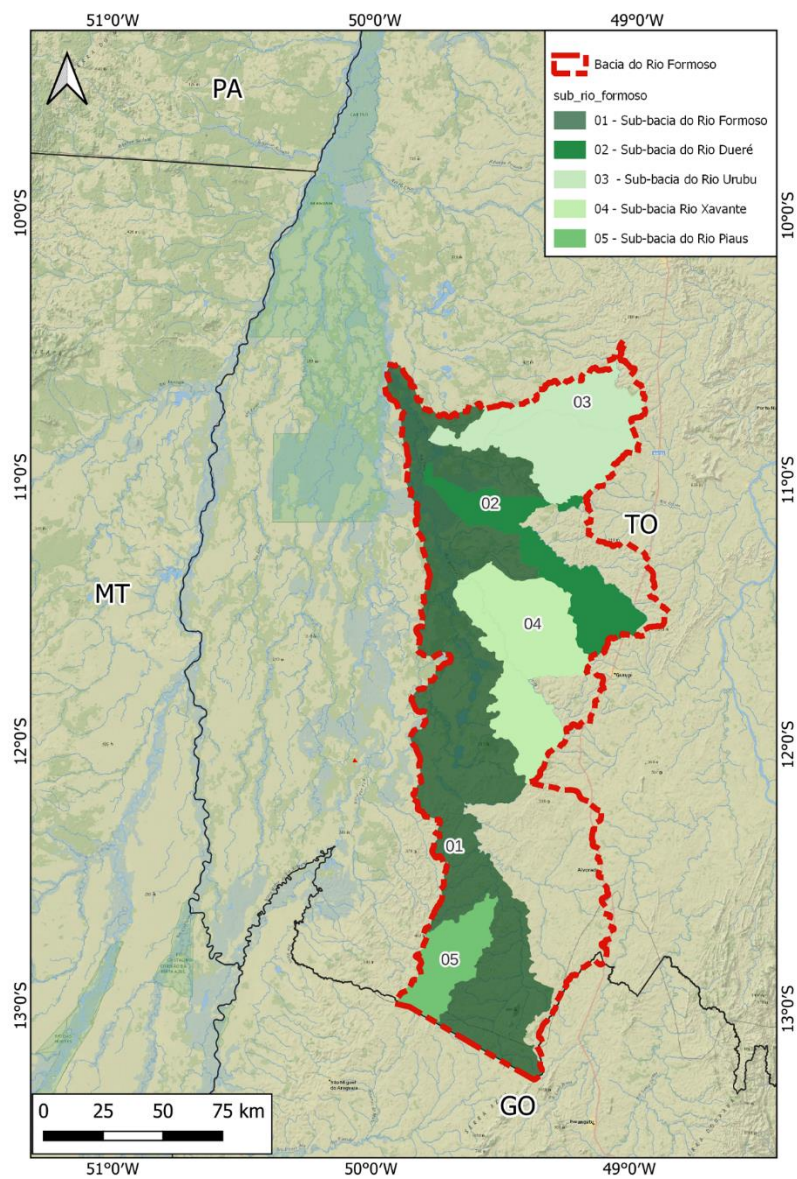 51°0'W 50°0'W 49°0'W
PA
Bacia do Rio Formoso
sub_rio_formoso
01 - Sub-bacia do Rio Formoso
02 - Sub-bacia do Rio Dueré
03 - Sub-bacia do Rio Urubu
04 - Sub-bacia Rio Xavante
05 - Sub-bacia do Rio Piaus
10°0'S 10°0'S
03
11°0'S 11°0'S
02
TO
MT
04
12°0'S 12°0'S
01
05
13°0'S 13°0'S
GO
0 25 50 75 km
51°0'W 50°0'W 49°0'W